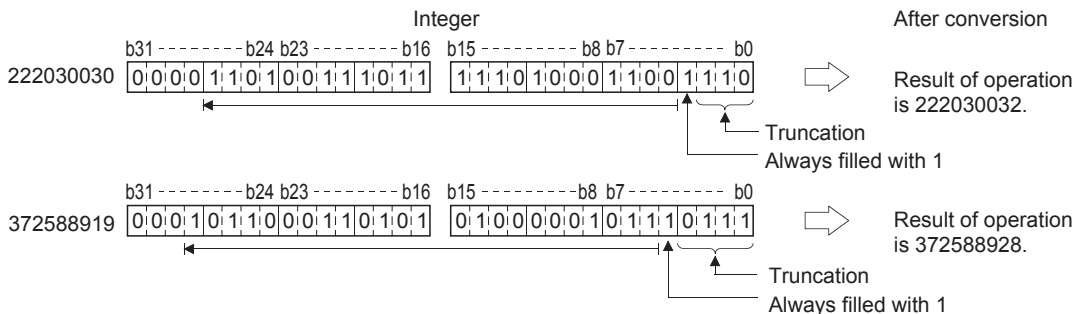 Integer After conversion
b31 b24 b23 b16 b15 b8 b7 b0
222030030 0 0 0 0 1 1 0 1 0 0 1 1 1 0 1 1 1 1 1 0 1 0 0 0 1 1 0 0 1 1 1 0 Result of operation
is 222030032.
Truncation
Always filled with 1
b31 b24 b23 b16 b15 b8 b7 b0
372588919 0 0 0 1 0 1 1 0 0 0 1 1 0 1 0 1 0 1 0 0 0 0 0 1 0 1 1 1 0 1 1 1 Result of operation
is 372588928.
Truncation
Always filled with 1